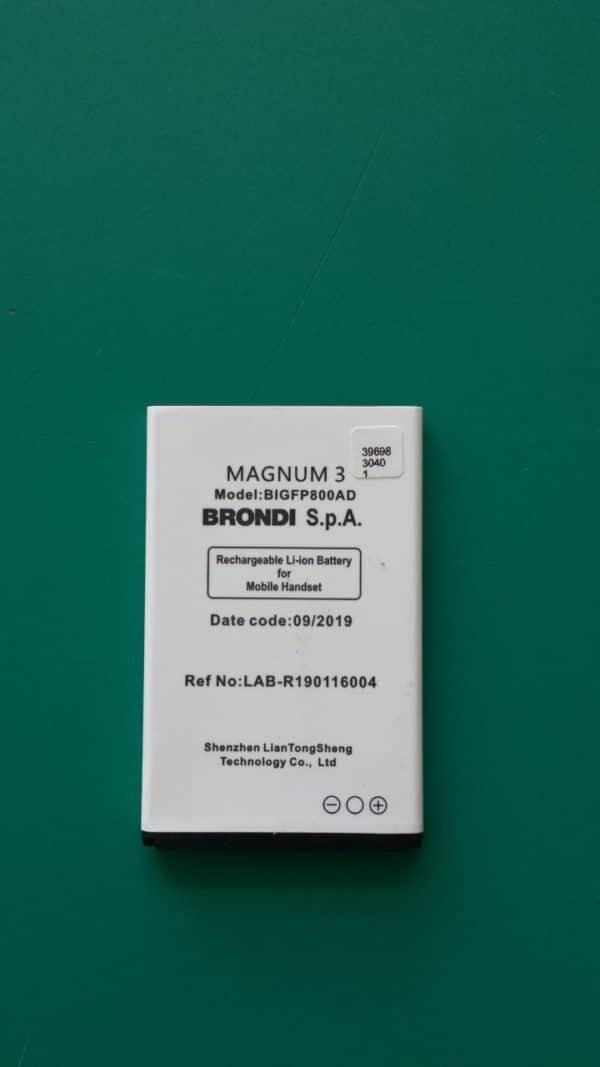 39698
3040
1
MAGNUM 3
Model:BIGFP800AD
BRONDI S.p.A.
Rechargeable Li-ion Battery
for
Mobile Handset
Date code:09/2019
Ref No:LAB-R190116004
Shenzhen LianTongSheng
Technology Co., Ltd